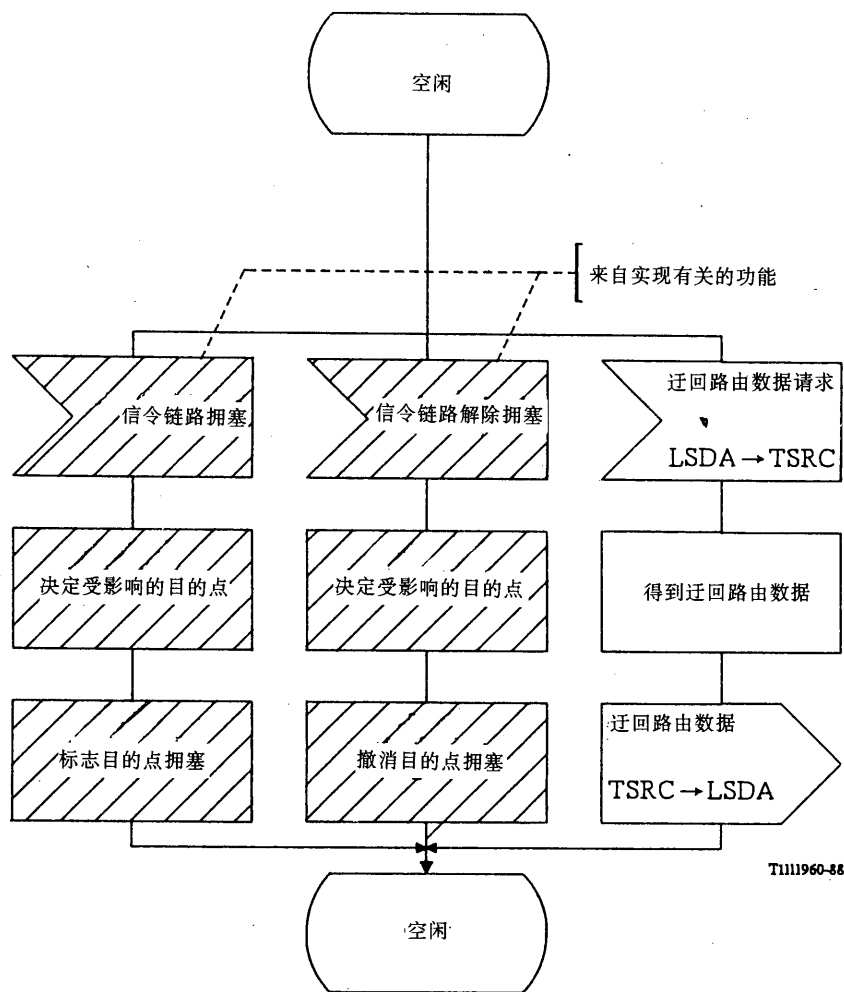 空闲
来自实现有关的功能
信令链路拥塞
信令链路解除拥塞
迂回路由数据请求
LSDA→TSRC
决定受影响的目的点
决定受影响的目的点
得到迂回路由数据
标志目的点拥塞
撤消目的点拥塞
迂回路由数据
TSRC→LSDA
T1111960-88
空闲